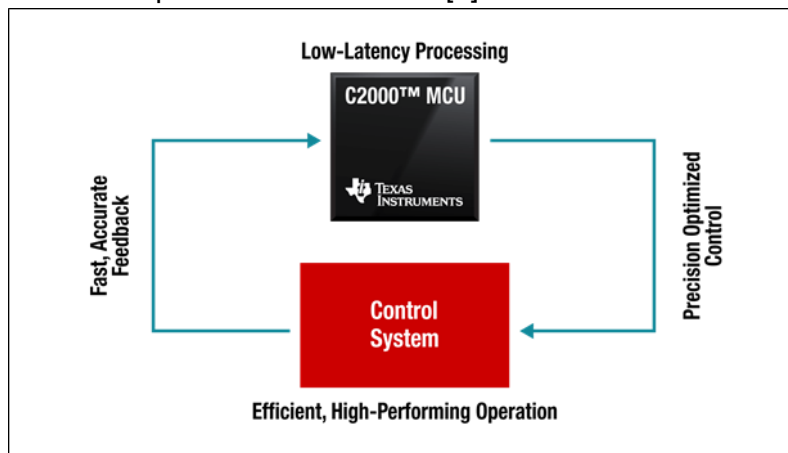 Low-Latency Processing
C2000™ MCU
TEXAS
INSTRUMENTS
Fast, Accurate
Feedback
Precision Optimized
Control
Control
System
Efficient, High-Performing Operation